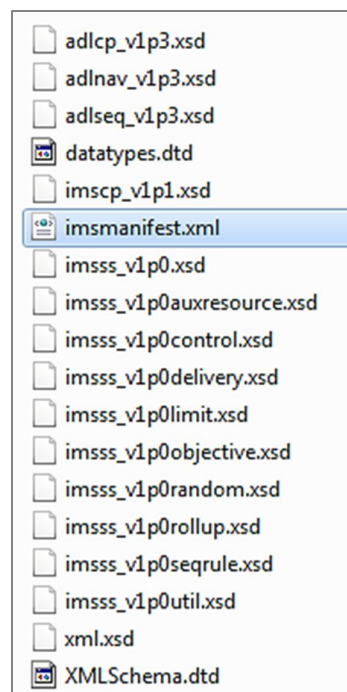 adlcp_v1p3.xsd
adlnav_v1p3.xsd
adlseq_v1p3.xsd
datatypes.dtd
imscp_v1p1.xsd
imsmanifest.xml
imsss_v1p0.xsd
imsss_v1p0auxresource.xsd
imsss_v1p0control.xsd
imsss_v1p0delivery.xsd
imsss_v1p0limit.xsd
imsss_v1p0objective.xsd
imsss_v1p0random.xsd
imsss_v1p0rollup.xsd
imsss_v1p0seqrule.xsd
imsss_v1p0util.xsd
xml.xsd
XMLSchema.dtd